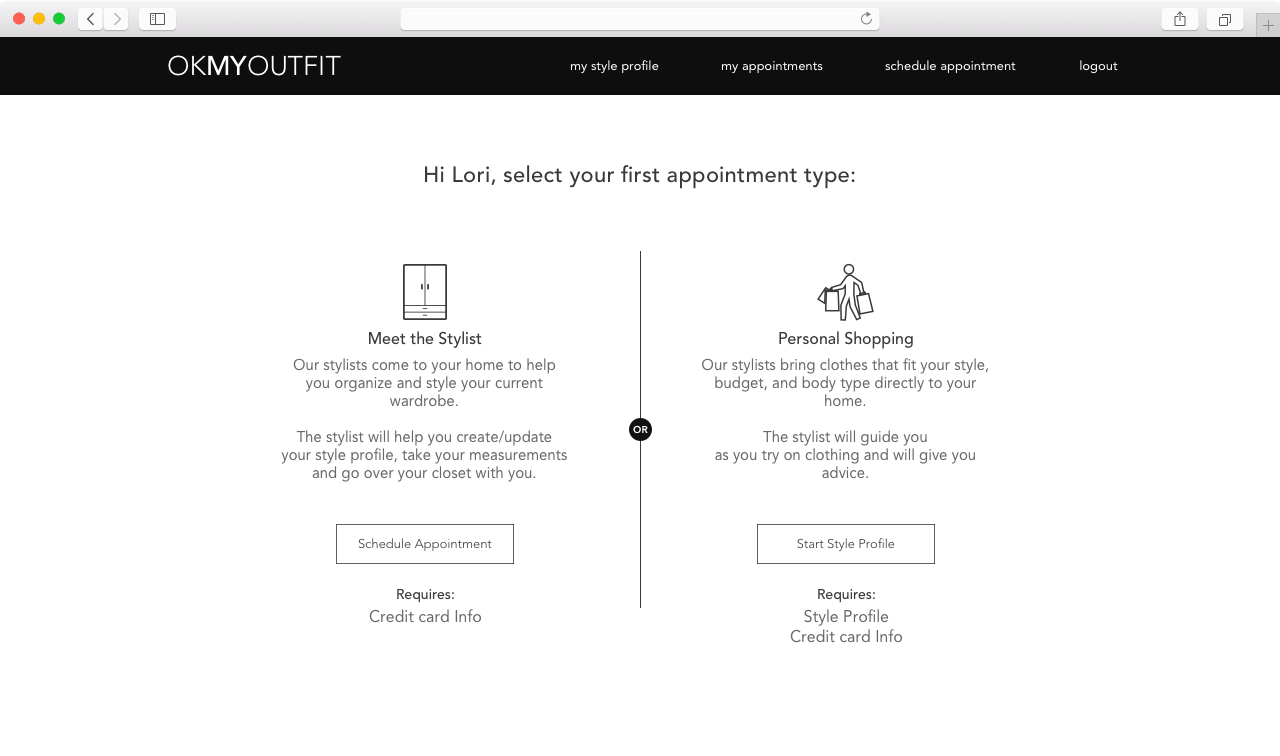 OKMYOUTFIT
my style profile
my appointments
schedule appointment
logout
Hi Lori, select your first appointment type:
Meet the Stylist
Our stylists come to your home to help
you organize and style your current
wardrobe.
The stylist will help you create/update
your style profile, take your measurements
and go over your closet with you.
Schedule Appointment
Requires:
Credit card Info
OR
Personal Shopping
Our stylists bring clothes that fit your style,
budget, and body type directly to your
home.
The stylist will guide you
as you try on clothing and will give you
advice.
Start Style Profile
Requires:
Style Profile
Credit card Info